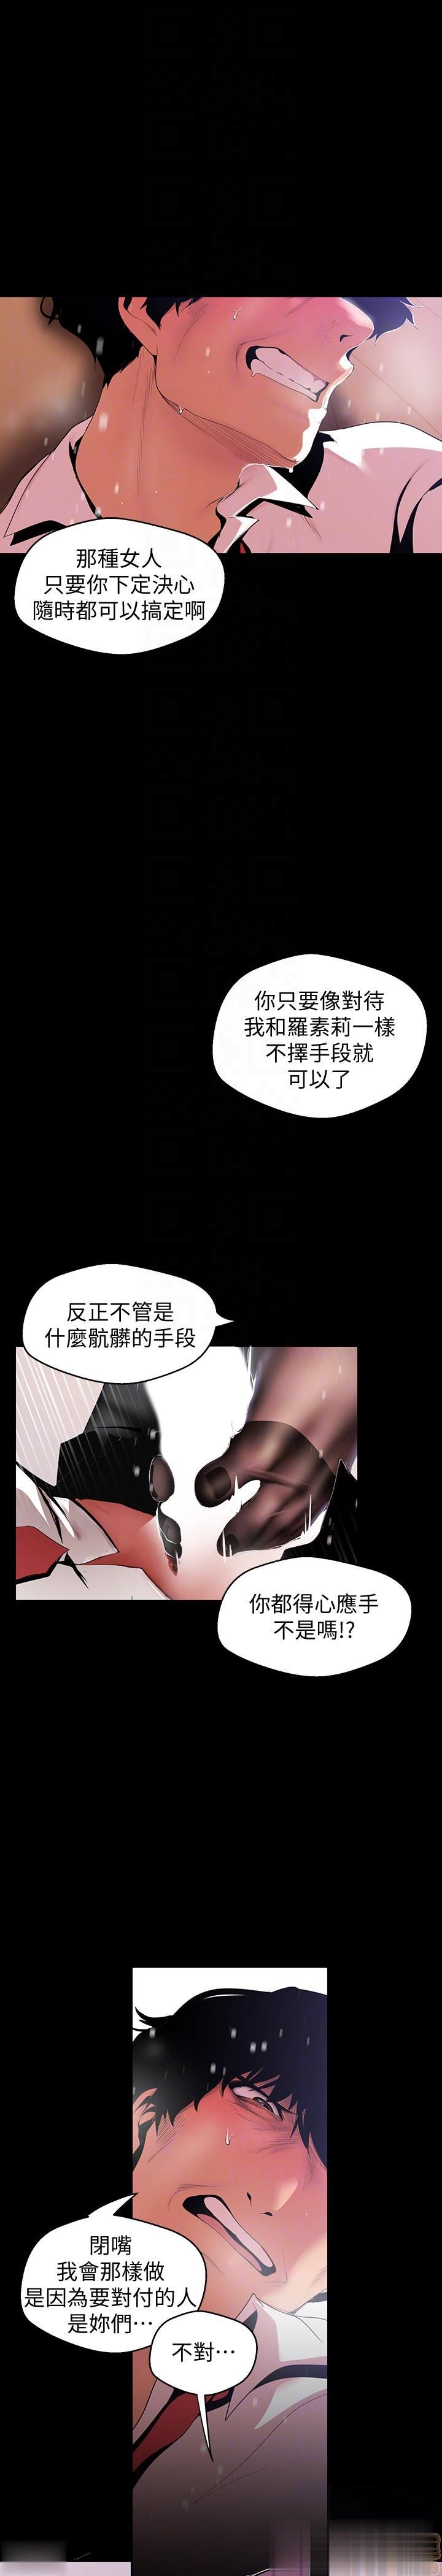 那種女人
只要你下定決心
隨時都可以搞定啊
你只要像對待
我和羅素莉一樣
不擇手段就
可以了
反正不管是
什麼骯髒的手段
你都得心應手
不是嗎!?
閉嘴
我會那樣做
是因為要對付的人
是妳們…
不對…